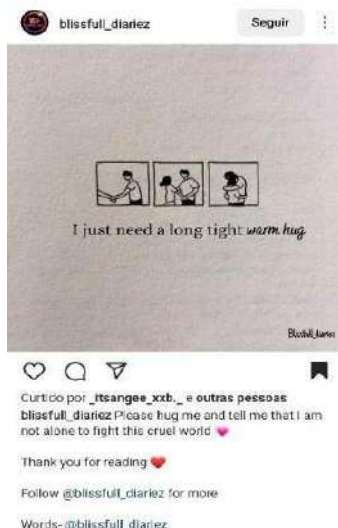 blissfull_diariez
Seguir
I just need a long tight warm hug
Curtido por _itsangee_xxb._ e outras pessoas
blissfull_diariez Please hug me and tell me that I am
not alone to fight this cruel world
Thank you for reading
Follow @blissfull_diariez for more
Words- @blissfull_diariez